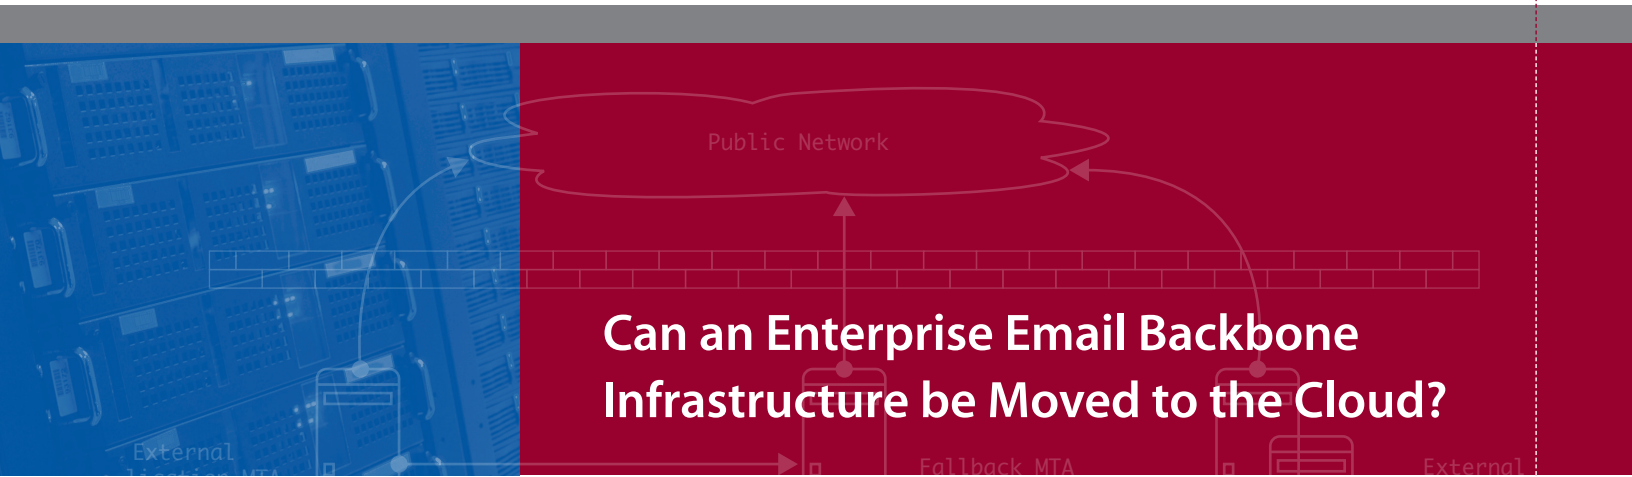 Public Network
Can an Enterprise Email Backbone
Infrastructure be Moved to the Cloud?
External
Fallback MTA
External